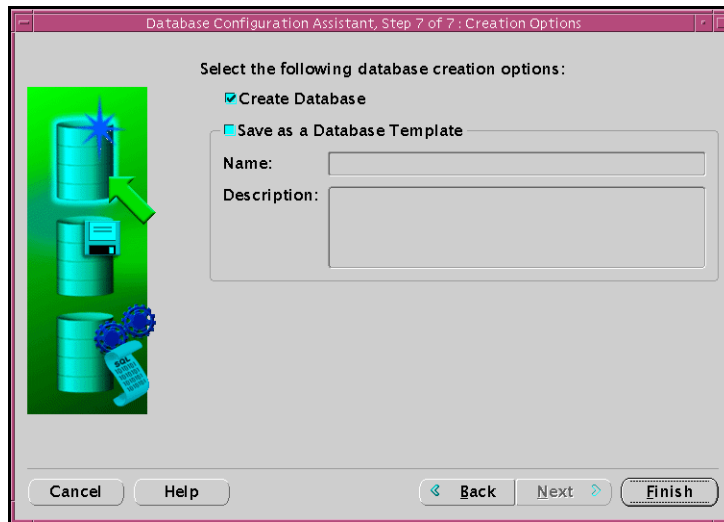 Database Configuration Assistant, Step 7 of 7 : Creation Options
Select the following database creation options:
Create Database
Save as a Database Template
Name:
Description:
SQL
Cancel
Help
Back
Next
Finish